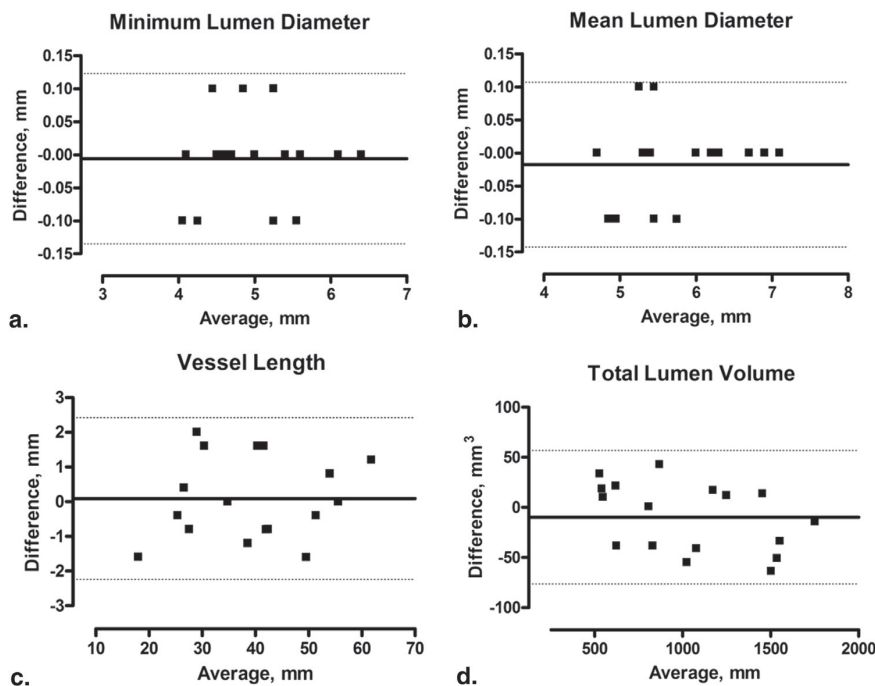 Minimum Lumen Diameter
0.15
0.10
0.05
-0.00
-0.05
-0.10
-0.15
Difference, mm
3 4 5 6 7
Average, mm
a.
Mean Lumen Diameter
0.15
0.10
0.05
-0.00
-0.05
-0.10
-0.15
Difference, mm
4 5 6 7 8
Average, mm
b.
Vessel Length
3
2
1
0
-1
-2
-3
Difference, mm
10 20 30 40 50 60 70
Average, mm
c.
Total Lumen Volume
100
50
0
-50
-100
Difference, mm³
500 1000 1500 2000
Average, mm
d.